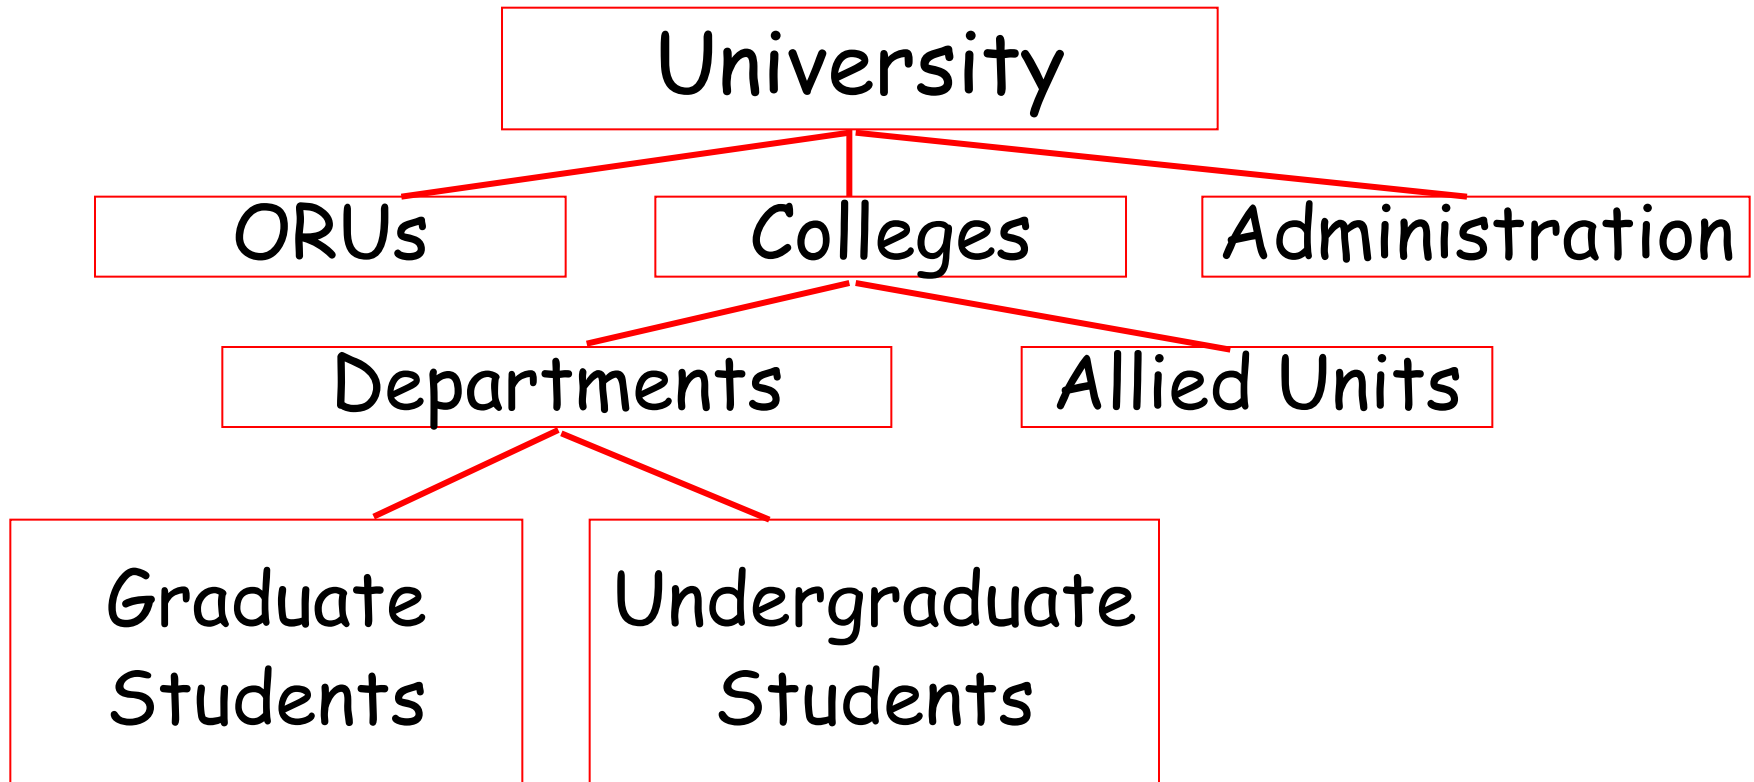 University
ORUs
Colleges
Administration
Departments
Allied Units
Graduate
Students
Undergraduate
Students